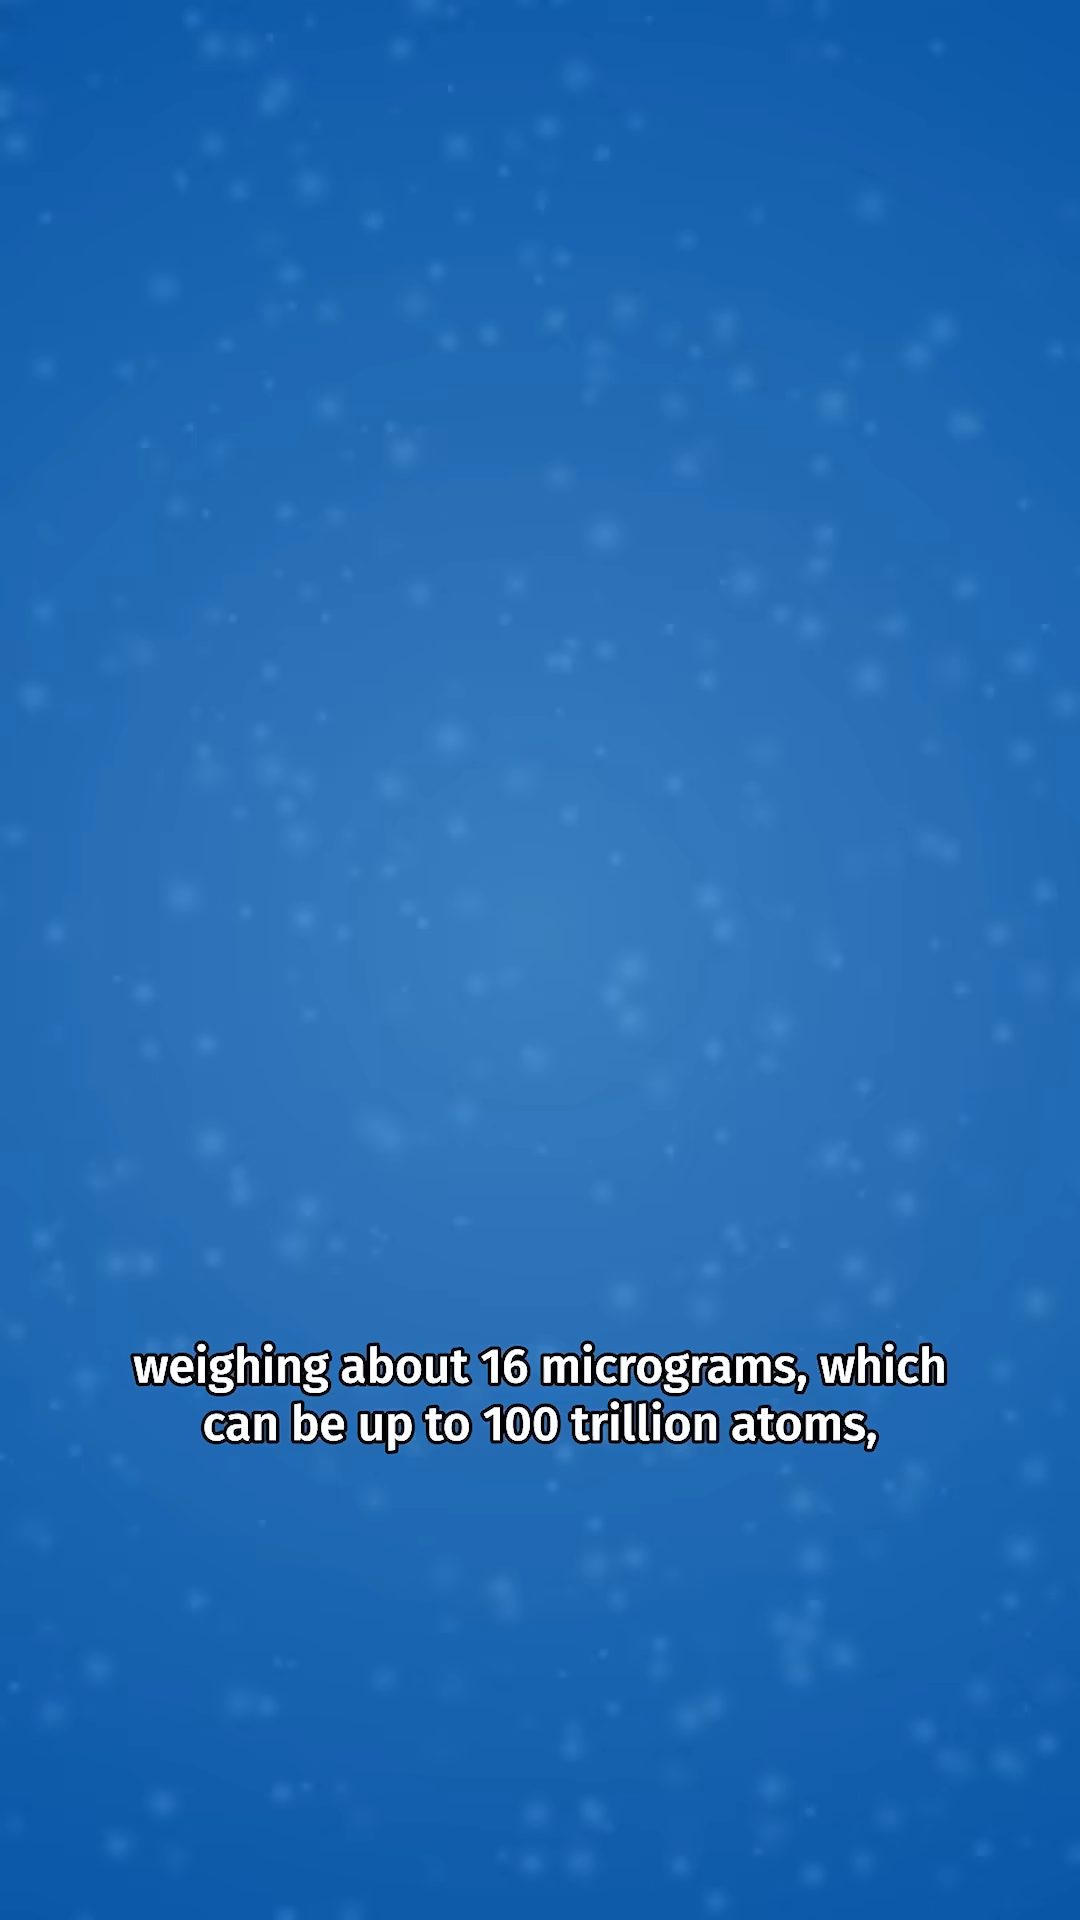 weighing about 16 micrograms, which
can be up to 100 trillion atoms,